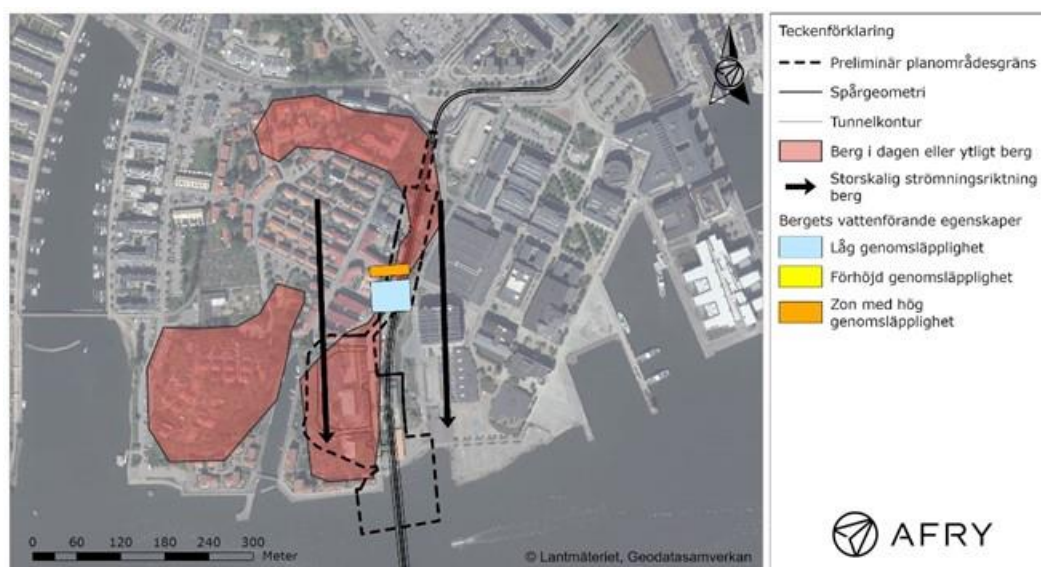 Teckenförklaring
Preliminär planområdesgräns
Spårgeometri
Tunnelkontur
Berg i dagen eller ytligt berg
Storskalig strömningsriktning
berg
Bergets vattenförande egenskaper
Låg genomsläpplighet
Förhöjd genomsläpplighet
Zon med hög
genomsläpplighet
0 30 60 120 180 240 300
Meter
© Lantmäteriet, Geodatasamverkan
AFRY